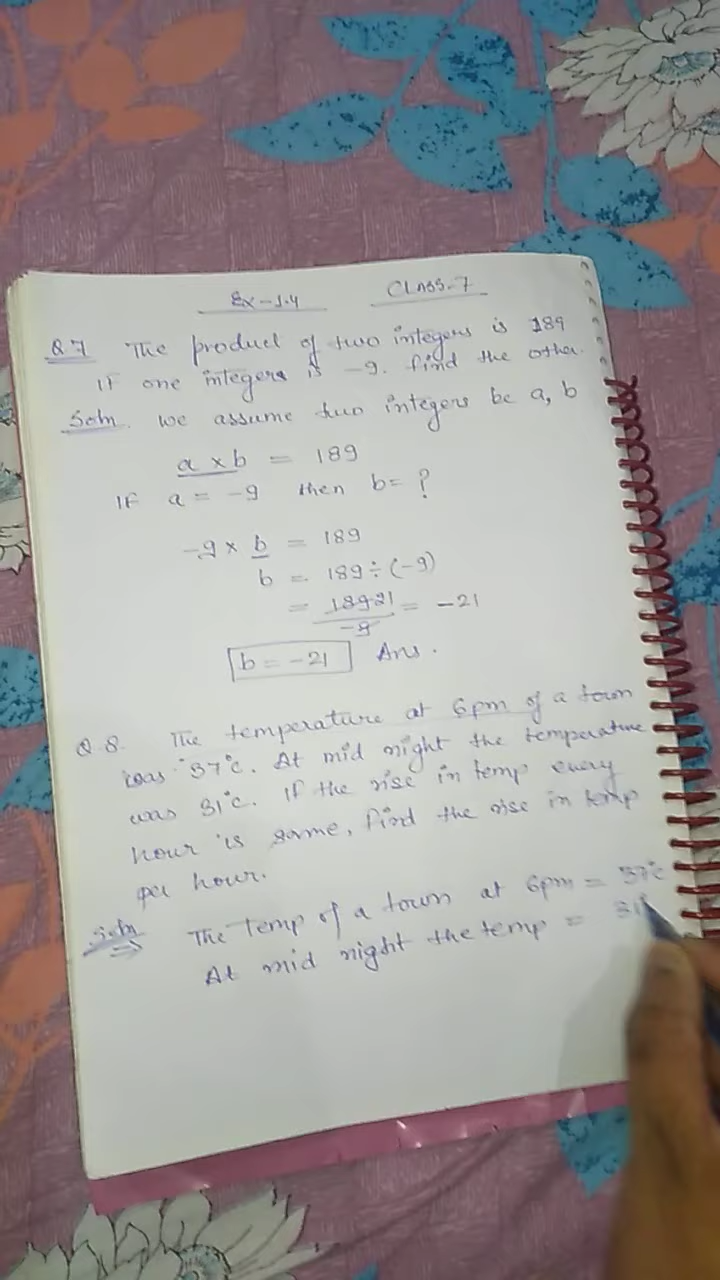 Ex-1.4 CLASS-7
Q 7 The product of two integers is 189
If one integers is -9. find the other.
Soln. we assume two integers be a, b
a × b = 189
If a = -9 then b = ?
-9 × b = 189
b = 189 ÷ (-9)
= 189 21 = -21
-9
b = -21 Ans.
Q.8. The temperature at 6pm of a town
was 37°c. At mid night the temperature
was 31°c. If the rise in temp every
hour is same, find the rise in temp
per hour.
Soln ⇒ The Temp of a town at 6pm = 37°c
At mid night the temp = 31